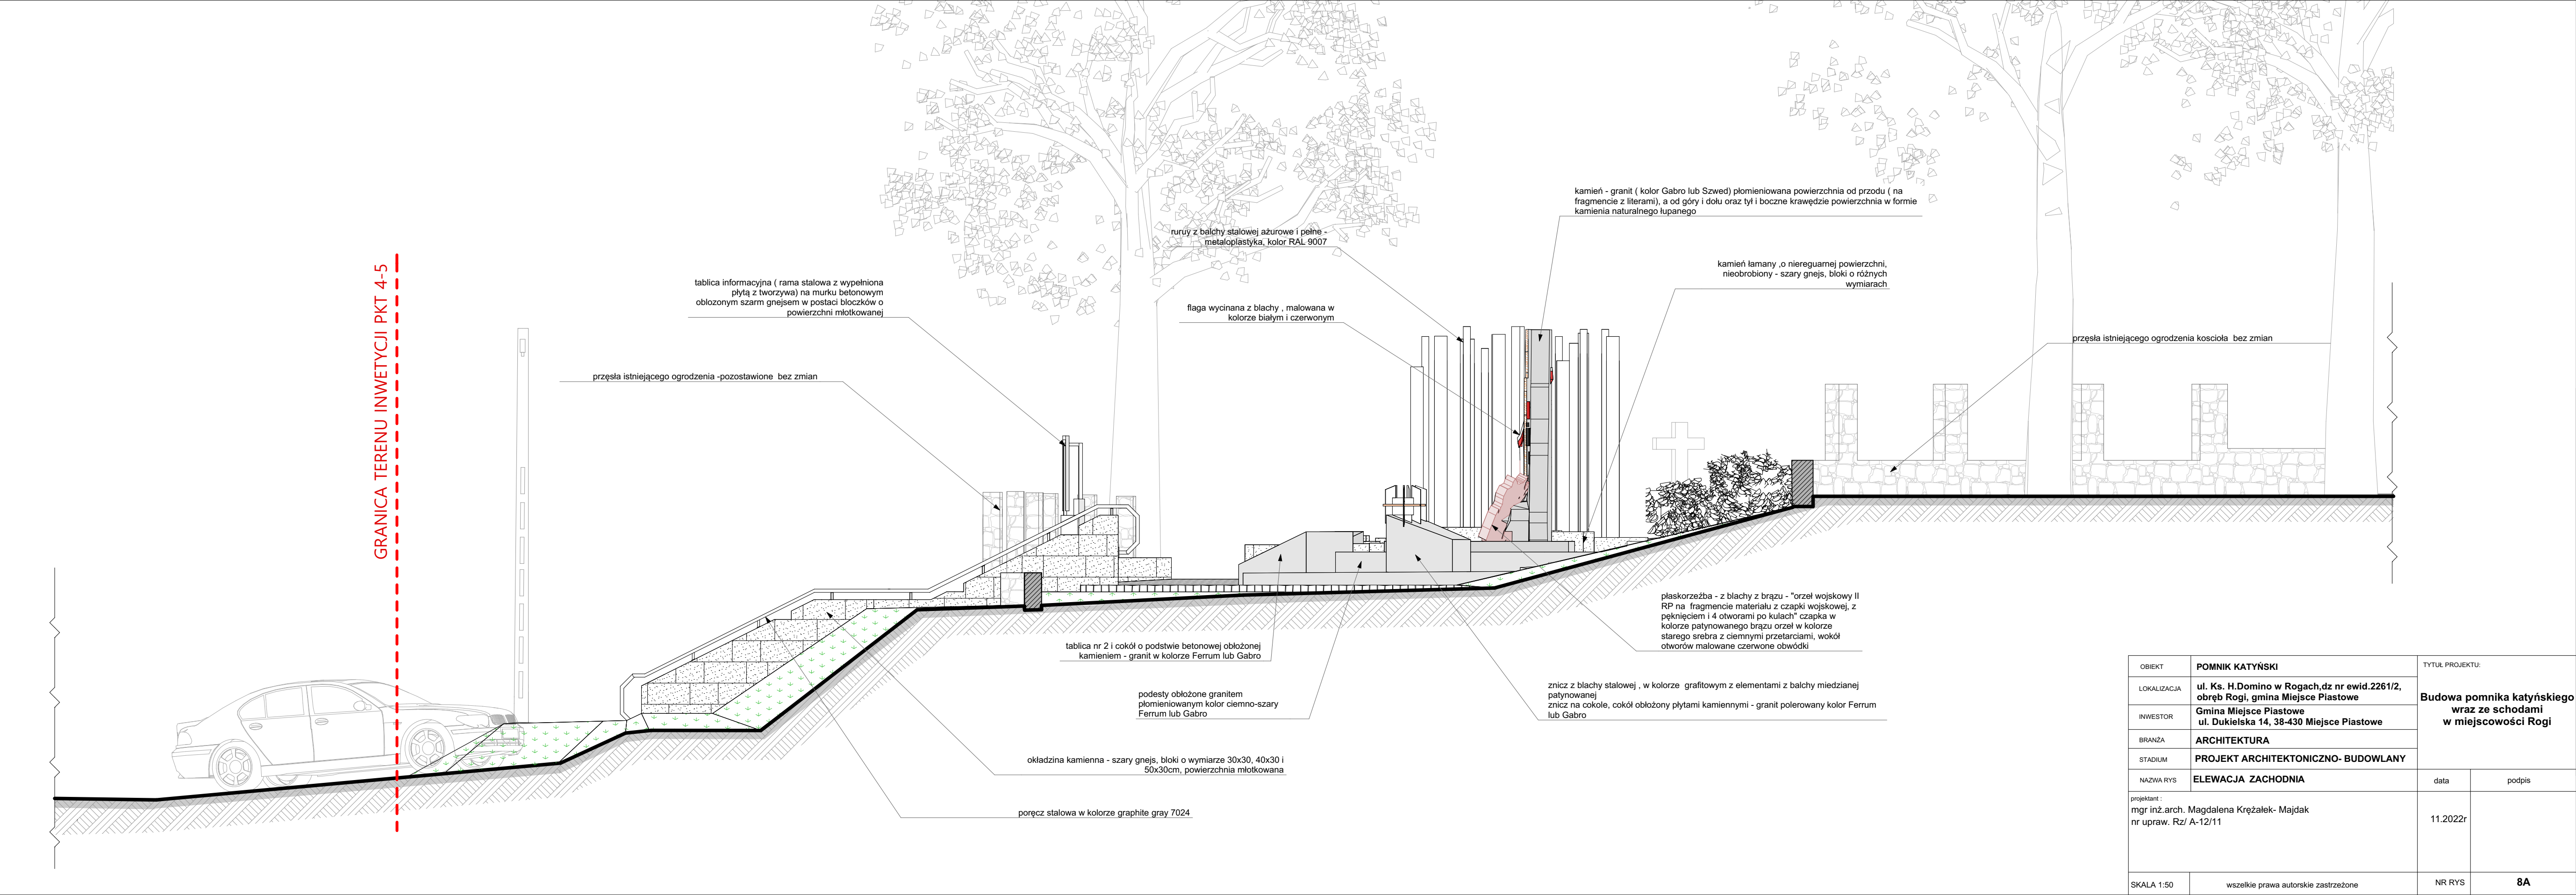 kamień - granit ( kolor Gabro lub Szwed) płomieniowana powierzchnia od przodu ( na
fragmencie z literami), a od góry i dołu oraz tył i boczne krawędzie powierzchnia w formie
kamienia naturalnego łupanego
ruruy z balchy stalowej ażurowe i pełne -
metaloplastyka, kolor RAL 9007
kamień łamany ,o niereguarnej powierzchni,
nieobrobiony - szary gnejs, bloki o różnych
wymiarach
GRANICA TERENU INWETYCJI PKT 4-5
tablica informacyjna ( rama stalowa z wypełniona
płytą z tworzywa) na murku betonowym
oblozonym szarm gnejsem w postaci bloczków o
powierzchni młotkowanej
flaga wycinana z blachy , malowana w
kolorze białym i czerwonym
przęsła istniejącego ogrodzenia koscioła  bez zmian
przęsła istniejącego ogrodzenia -pozostawione  bez zmian
płaskorzeźba - z blachy z brązu - "orzeł wojskowy II
RP na  fragmencie materiału z czapki wojskowej, z
pęknięciem i 4 otworami po kulach" czapka w
kolorze patynowanego brązu orzeł w kolorze
starego srebra z ciemnymi przetarciami, wokół
otworów malowane czerwone obwódki
tablica nr 2 i cokół o podstwie betonowej obłożonej
kamieniem - granit w kolorze Ferrum lub Gabro
podesty obłożone granitem
płomieniowanym kolor ciemno-szary
Ferrum lub Gabro
znicz z blachy stalowej , w kolorze  grafitowym z elementami z balchy miedzianej
patynowanej
znicz na cokole, cokół obłożony płytami kamiennymi - granit polerowany kolor Ferrum
lub Gabro
okładzina kamienna - szary gnejs, bloki o wymiarze 30x30, 40x30 i
50x30cm, powierzchnia młotkowana
poręcz stalowa w kolorze graphite gray 7024
OBIEKT
POMNIK KATYŃSKI
LOKALIZACJA
ul. Ks. H.Domino w Rogach,dz nr ewid.2261/2,
obręb Rogi, gmina Miejsce Piastowe
INWESTOR
Gmina Miejsce Piastowe
ul. Dukielska 14, 38-430 Miejsce Piastowe
BRANŻA
ARCHITEKTURA
STADIUM
PROJEKT ARCHITEKTONICZNO- BUDOWLANY
NAZWA RYS
ELEWACJA  ZACHODNIA
TYTUŁ PROJEKTU:
Budowa pomnika katyńskiego
wraz ze schodami
w miejscowości Rogi
data
podpis
projektant :
mgr inż.arch. Magdalena Krężałek- Majdak
nr upraw. Rz/ A-12/11
11.2022r
SKALA 1:50
wszelkie prawa autorskie zastrzeżone
NR RYS
8A